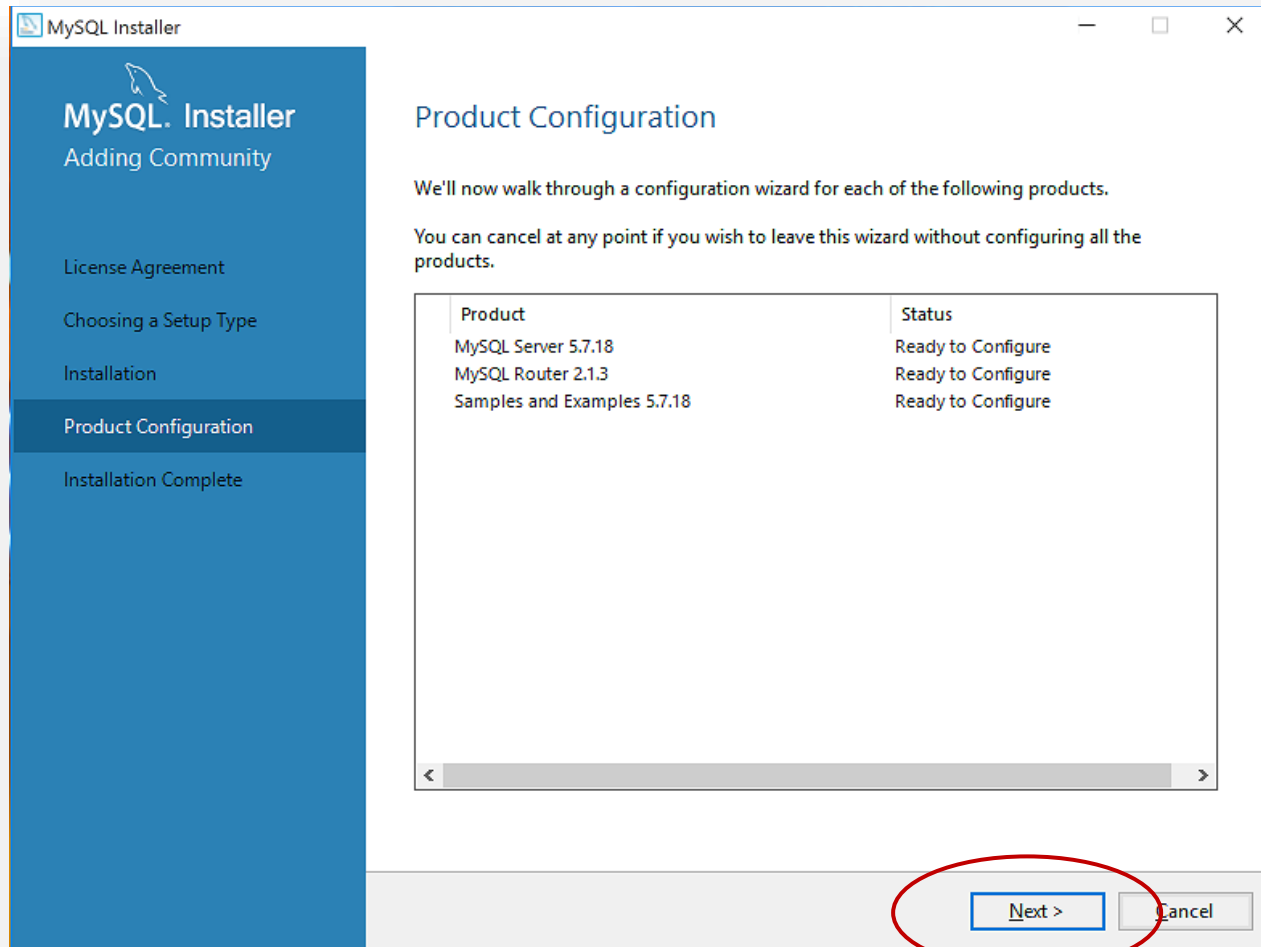 MySQL Installer
MySQL. Installer
Adding Community
License Agreement
Choosing a Setup Type
Installation
Product Configuration
Installation Complete
Product Configuration
We'll now walk through a configuration wizard for each of the following products.
You can cancel at any point if you wish to leave this wizard without configuring all the
products.
Product Status
MySQL Server 5.7.18 Ready to Configure
MySQL Router 2.1.3 Ready to Configure
Samples and Examples 5.7.18 Ready to Configure
Next > Cancel